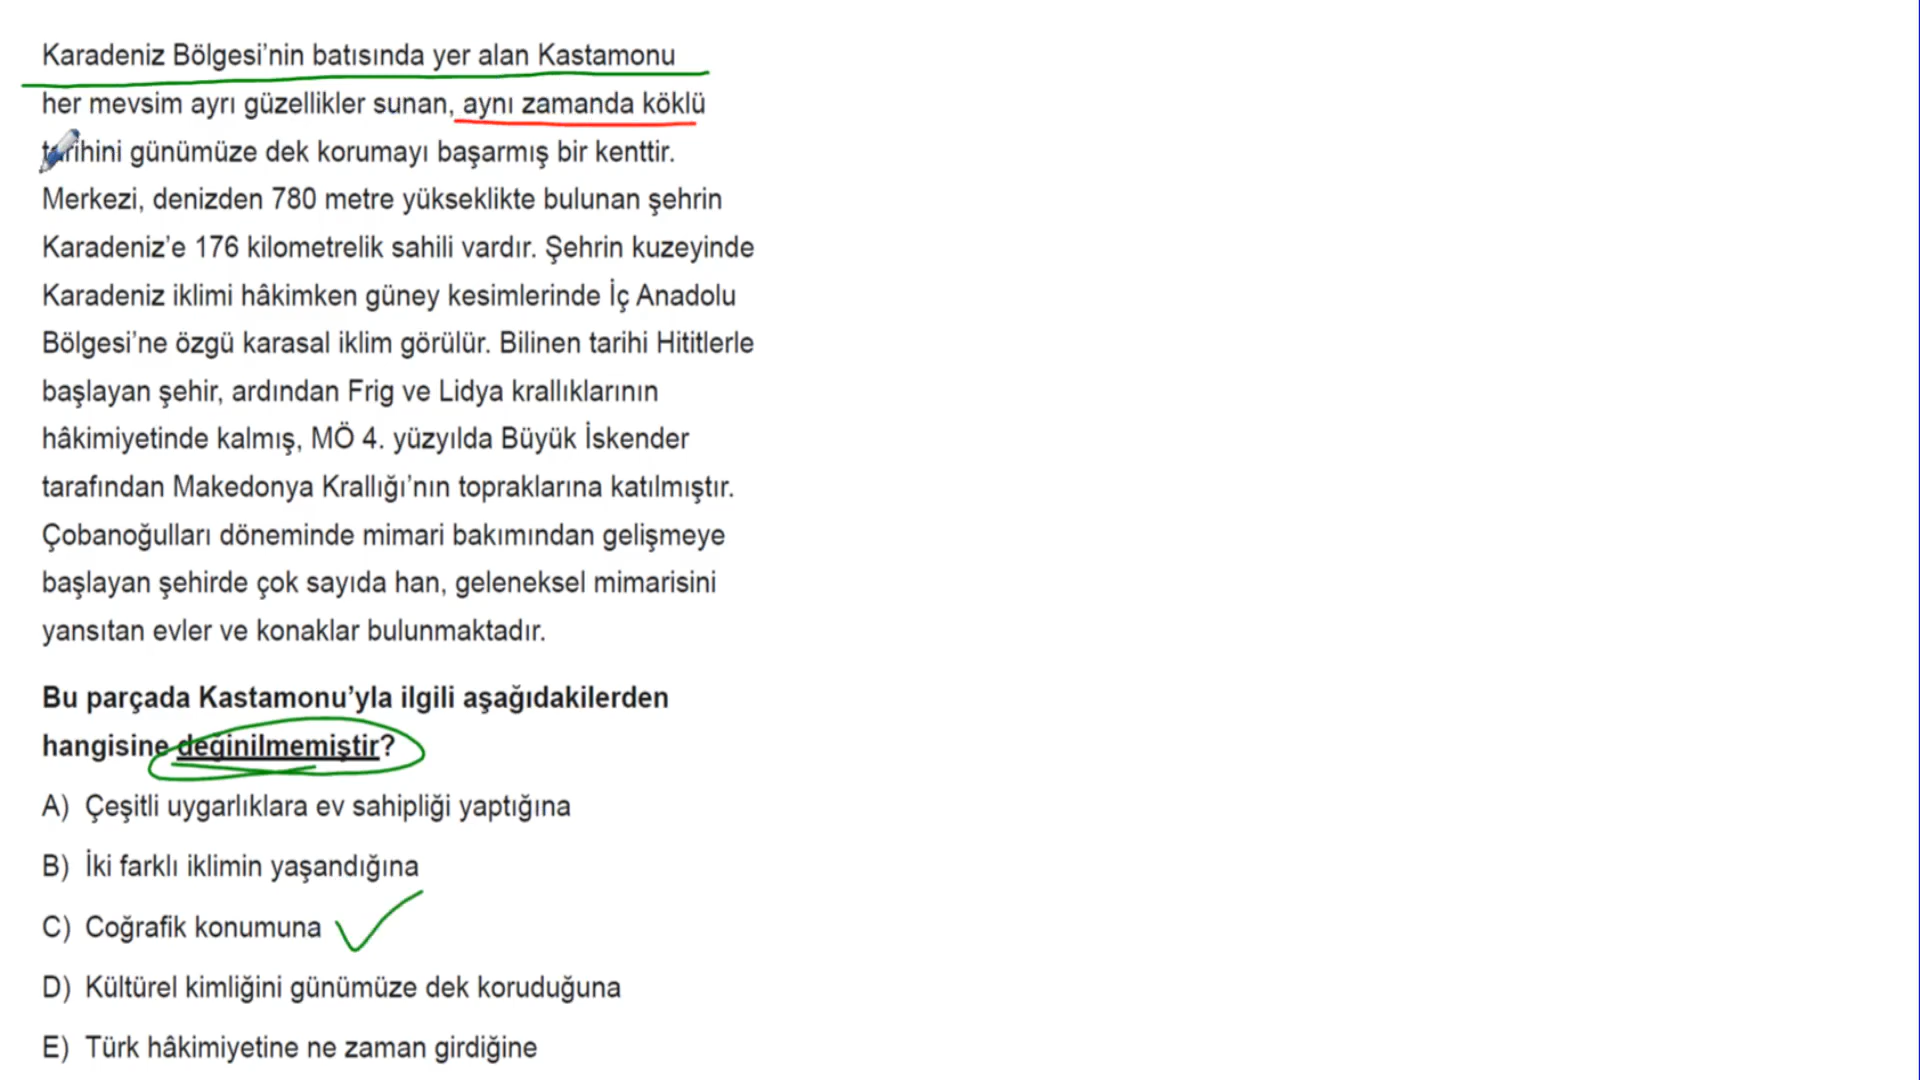 Karadeniz Bölgesi’nin batısında yer alan Kastamonu
her mevsim ayrı güzellikler sunan, aynı zamanda köklü
tarihini günümüze dek korumayı başarmış bir kenttir.
Merkezi, denizden 780 metre yükseklikte bulunan şehrin
Karadeniz’e 176 kilometrelik sahili vardır. Şehrin kuzeyinde
Karadeniz iklimi hâkimken güney kesimlerinde İç Anadolu
Bölgesi’ne özgü karasal iklim görülür. Bilinen tarihi Hititlerle
başlayan şehir, ardından Frig ve Lidya krallıklarının
hâkimiyetinde kalmış, MÖ 4. yüzyılda Büyük İskender
tarafından Makedonya Krallığı’nın topraklarına katılmıştır.
Çobanoğulları döneminde mimari bakımından gelişmeye
başlayan şehirde çok sayıda han, geleneksel mimarisini
yansıtan evler ve konaklar bulunmaktadır.
Bu parçada Kastamonu’yla ilgili aşağıdakilerden
hangisine değinilmemiştir?
A) Çeşitli uygarlıklara ev sahipliği yaptığına
B) İki farklı iklimin yaşandığına
C) Coğrafik konumuna
D) Kültürel kimliğini günümüze dek koruduğuna
E) Türk hâkimiyetine ne zaman girdiğine